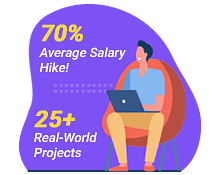 70%
Average Salary
Hike!
25+
Real-World
Projects